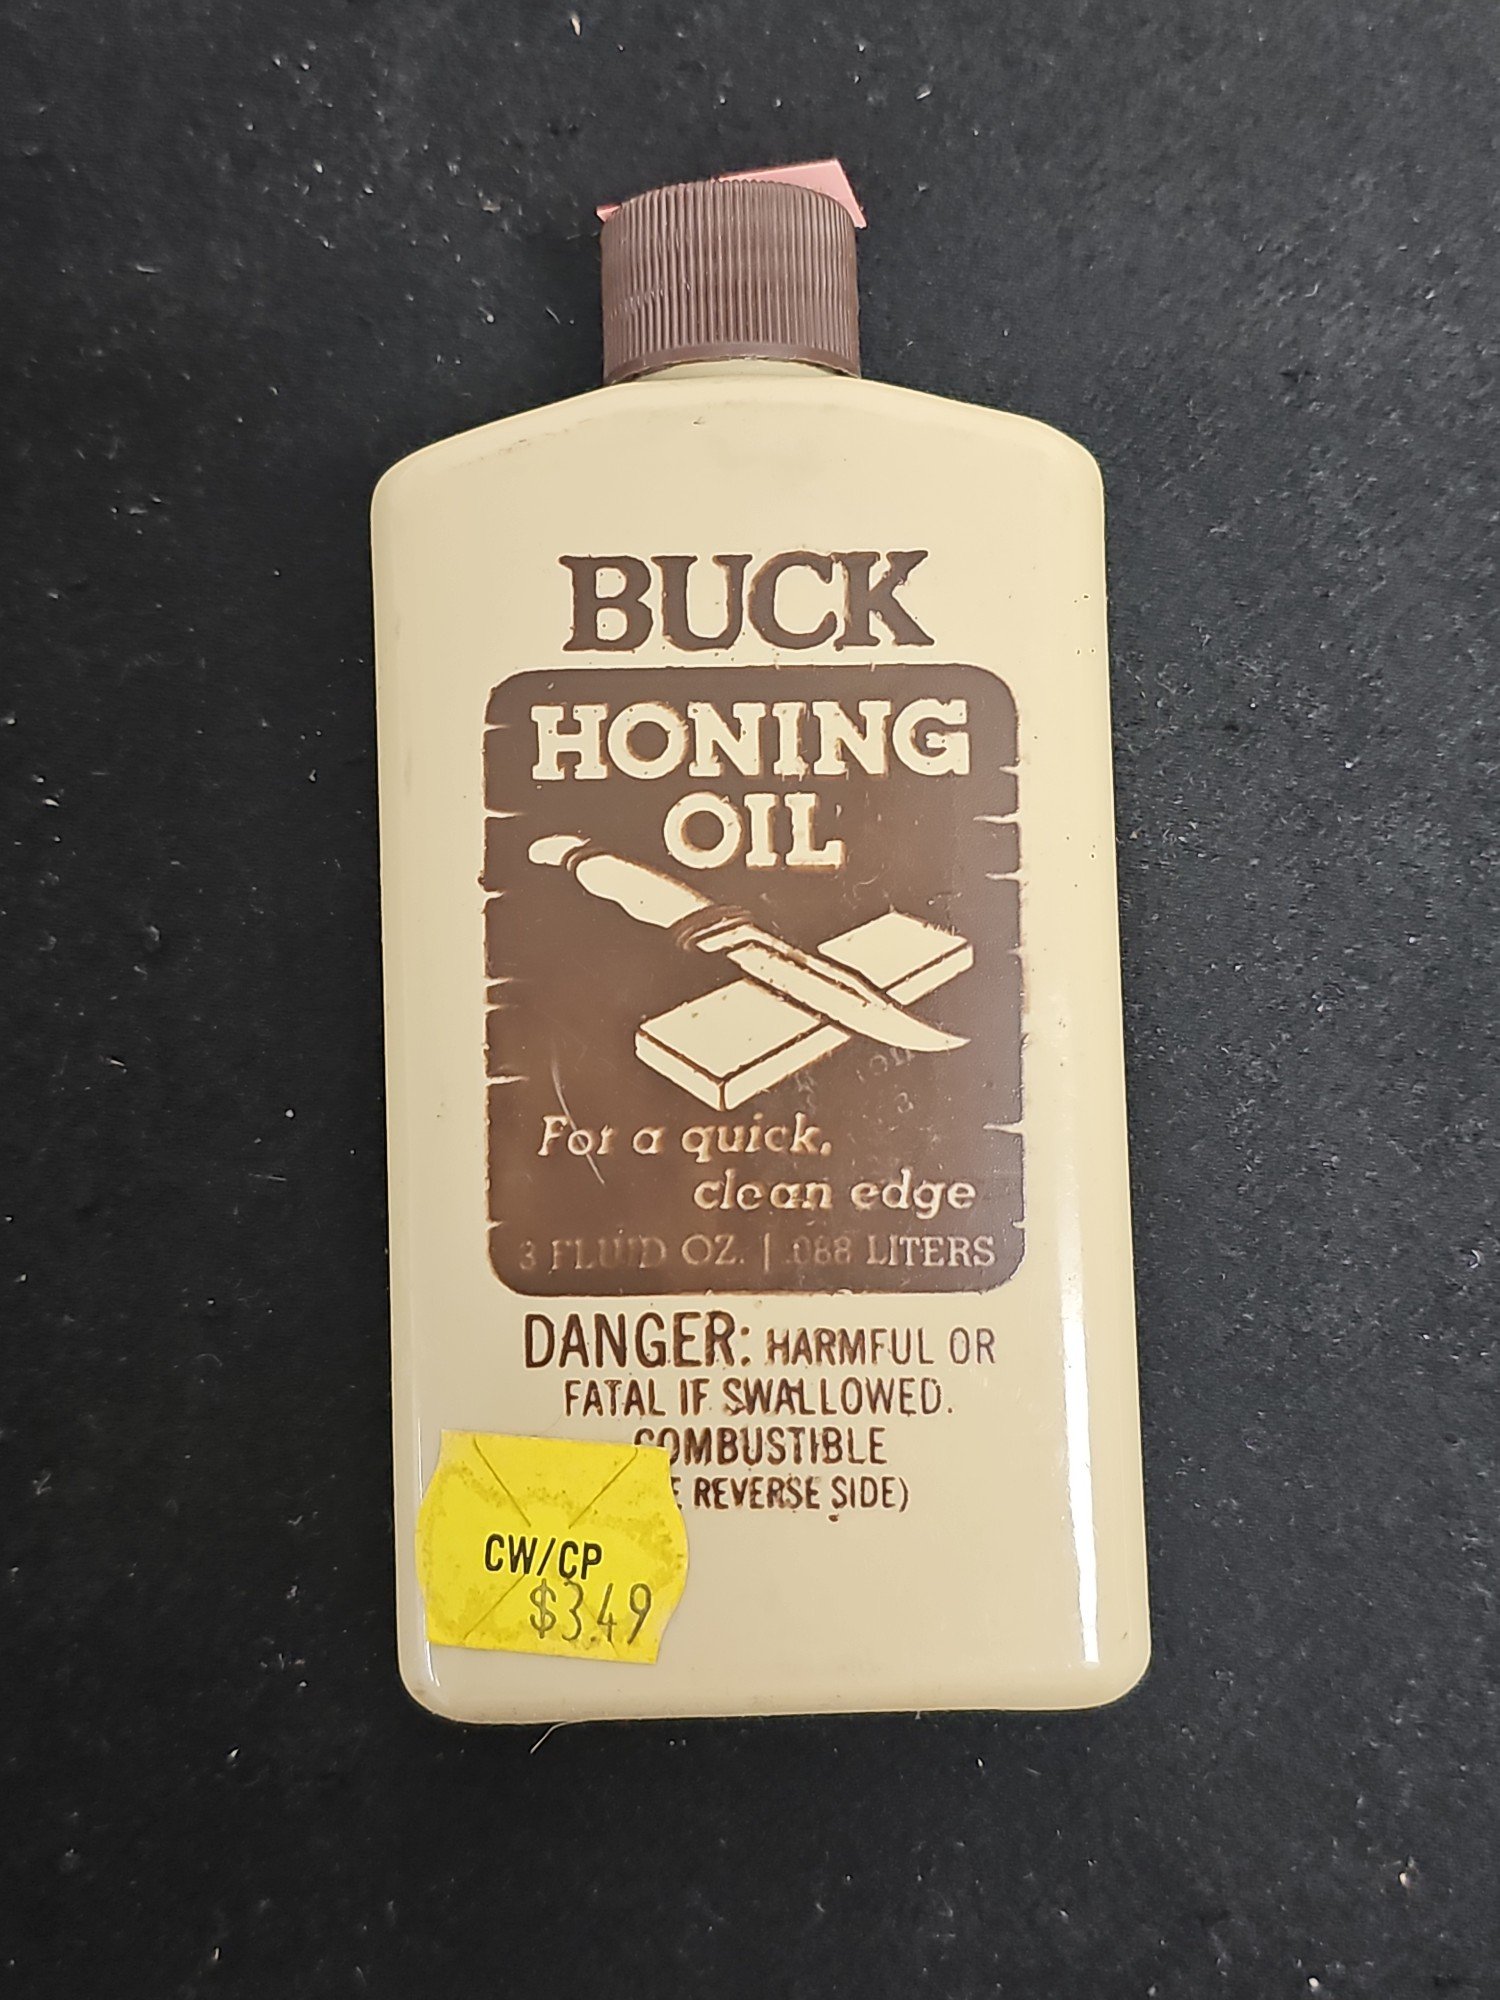 BUCK
HONING
OIL
For a quick,
clean edge
3 FLUID OZ. | .088 LITERS
DANGER: HARMFUL OR
FATAL IF SWALLOWED.
COMBUSTIBLE
REVERSE SIDE)
CW/CP
$3.49